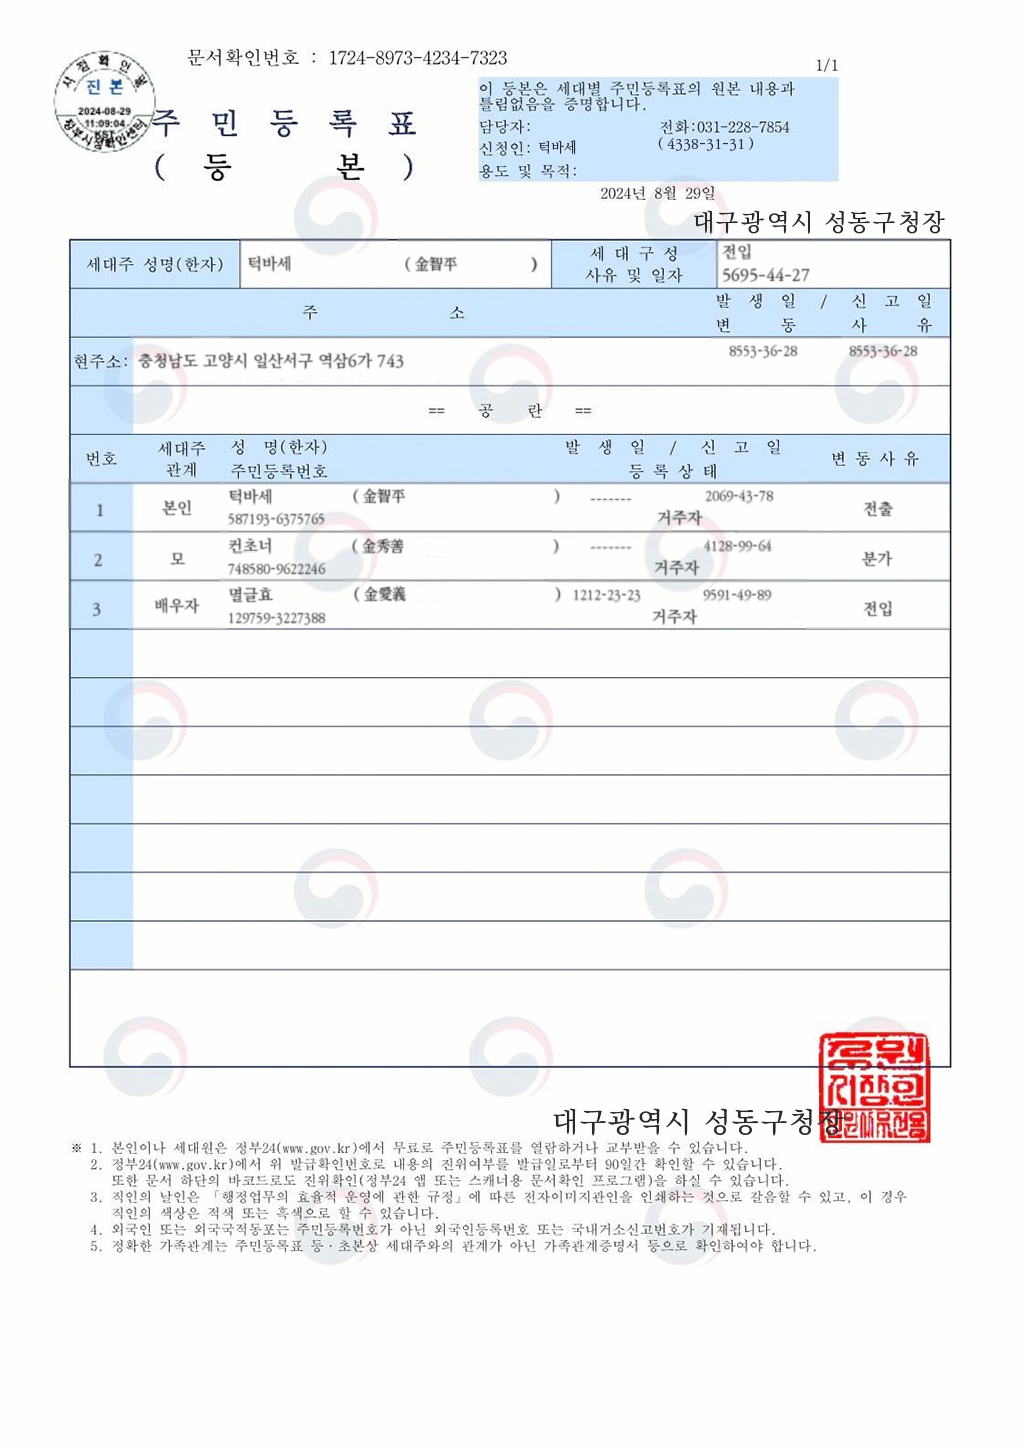 문서확인번호 : 1724-8973-4234-7323
1/1
시점확인필
진 본
2024-08-29
11:09:04
KST
정부시점확인센터
주 민 등 록 표
( 등 본 )
이 등본은 세대별 주민등록표의 원본 내용과
틀림없음을 증명합니다.
담당자: 전화:031-228-7854
신청인: 턱바세 (4338-31-31)
용도 및 목적:
2024년 8월 29일
대구광역시 성동구청장
세대주 성명(한자) 턱바세 (金智平 ) 세 대 구 성 사유 및 일자 전입 5695-44-27
주 소 발 생 일 / 신 고 일
변 동 사 유
현주소: 충청남도 고양시 일산서구 역삼6가 743 8553-36-28 8553-36-28
== 공 란 ==
번호 세대주 관계 성 명(한자) 주민등록번호 발 생 일 / 신 고 일 등 록 상 태 변 동 사 유
1 본인 턱바세 (金智平 ) ------- 2069-43-78 전출
587193-6375765 거주자
2 모 컨초너 (金秀善 ) ------- 4128-99-64 분가
748580-9622246 거주자
3 배우자 멸글효 (金愛義 ) 1212-23-23 9591-49-89 전입
129759-3227388 거주자
대구광역시 성동구청장
※ 1. 본인이나 세대원은 정부24(www.gov.kr)에서 무료로 주민등록표를 열람하거나 교부받을 수 있습니다.
2. 정부24(www.gov.kr)에서 위 발급확인번호로 내용의 진위여부를 발급일로부터 90일간 확인할 수 있습니다.
또한 문서 하단의 바코드로도 진위확인(정부24 앱 또는 스캐너용 문서확인 프로그램)을 하실 수 있습니다.
3. 직인의 날인은 「행정업무의 효율적 운영에 관한 규정」에 따른 전자이미지관인을 인쇄하는 것으로 갈음할 수 있고, 이 경우
직인의 색상은 적색 또는 흑색으로 할 수 있습니다.
4. 외국인 또는 외국국적동포는 주민등록번호가 아닌 외국인등록번호 또는 국내거소신고번호가 기재됩니다.
5. 정확한 가족관계는 주민등록표 등·초본상 세대주와의 관계가 아닌 가족관계증명서 등으로 확인하여야 합니다.